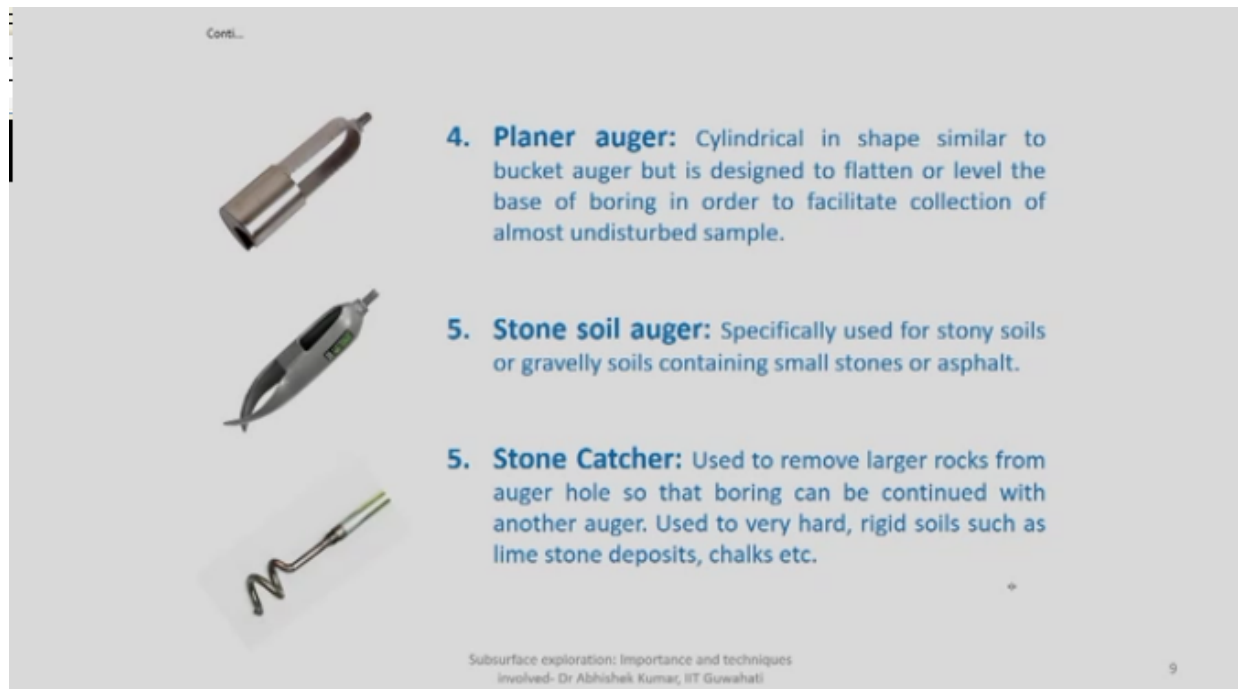 Conti...
4. Planer auger: Cylindrical in shape similar to
bucket auger but is designed to flatten or level the
base of boring in order to facilitate collection of
almost undisturbed sample.
5. Stone soil auger: Specifically used for stony soils
or gravelly soils containing small stones or asphalt.
5. Stone Catcher: Used to remove larger rocks from
auger hole so that boring can be continued with
another auger. Used to very hard, rigid soils such as
lime stone deposits, chalks etc.
Subsurface exploration: Importance and techniques
involved- Dr Abhishek Kumar, IIT Guwahati
9